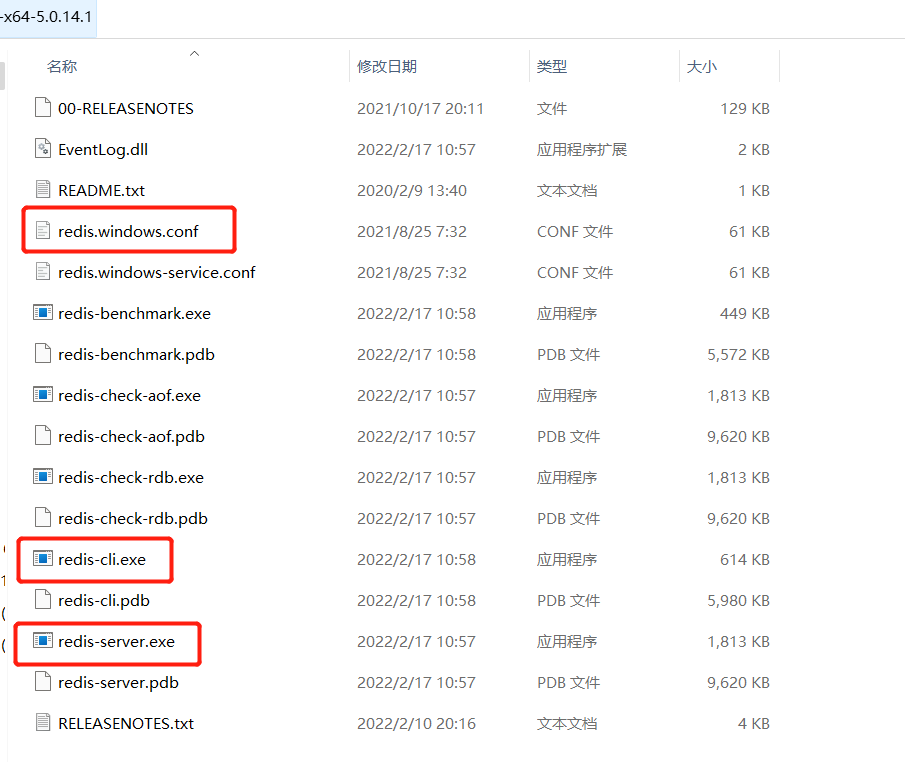 -x64-5.0.14.1
名称 修改日期 类型 大小
00-RELEASENOTES 2021/10/17 20:11 文件 129 KB
EventLog.dll 2022/2/17 10:57 应用程序扩展 2 KB
README.txt 2020/2/9 13:40 文本文档 1 KB
redis.windows.conf 2021/8/25 7:32 CONF 文件 61 KB
redis.windows-service.conf 2021/8/25 7:32 CONF 文件 61 KB
redis-benchmark.exe 2022/2/17 10:58 应用程序 449 KB
redis-benchmark.pdb 2022/2/17 10:58 PDB 文件 5,572 KB
redis-check-aof.exe 2022/2/17 10:57 应用程序 1,813 KB
redis-check-aof.pdb 2022/2/17 10:57 PDB 文件 9,620 KB
redis-check-rdb.exe 2022/2/17 10:57 应用程序 1,813 KB
redis-check-rdb.pdb 2022/2/17 10:57 PDB 文件 9,620 KB
redis-cli.exe 2022/2/17 10:58 应用程序 614 KB
redis-cli.pdb 2022/2/17 10:58 PDB 文件 5,980 KB
redis-server.exe 2022/2/17 10:57 应用程序 1,813 KB
redis-server.pdb 2022/2/17 10:57 PDB 文件 9,620 KB
RELEASENOTES.txt 2022/2/10 20:16 文本文档 4 KB